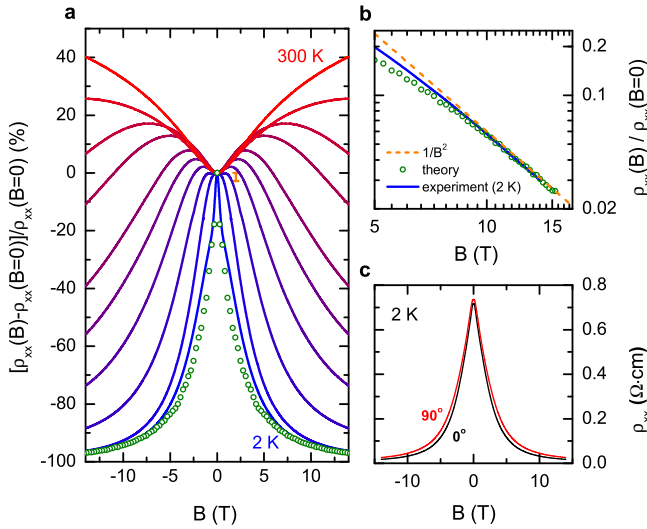 a
[ρxx(B)-ρxx(B=0)]/ρxx(B=0) (%)
40
20
0
-20
-40
-60
-80
-100
300 K
1
2 K
-10
-5
0
5
10
B (T)
b
1/B²
theory
experiment (2 K)
0.2
0.1
0.02
ρxx(B) / ρxx(B=0)
5
10
15
B (T)
c
2 K
90°
0°
0.8
0.6
0.4
0.2
0.0
ρxx (Ω·cm)
-10
0
10
B (T)